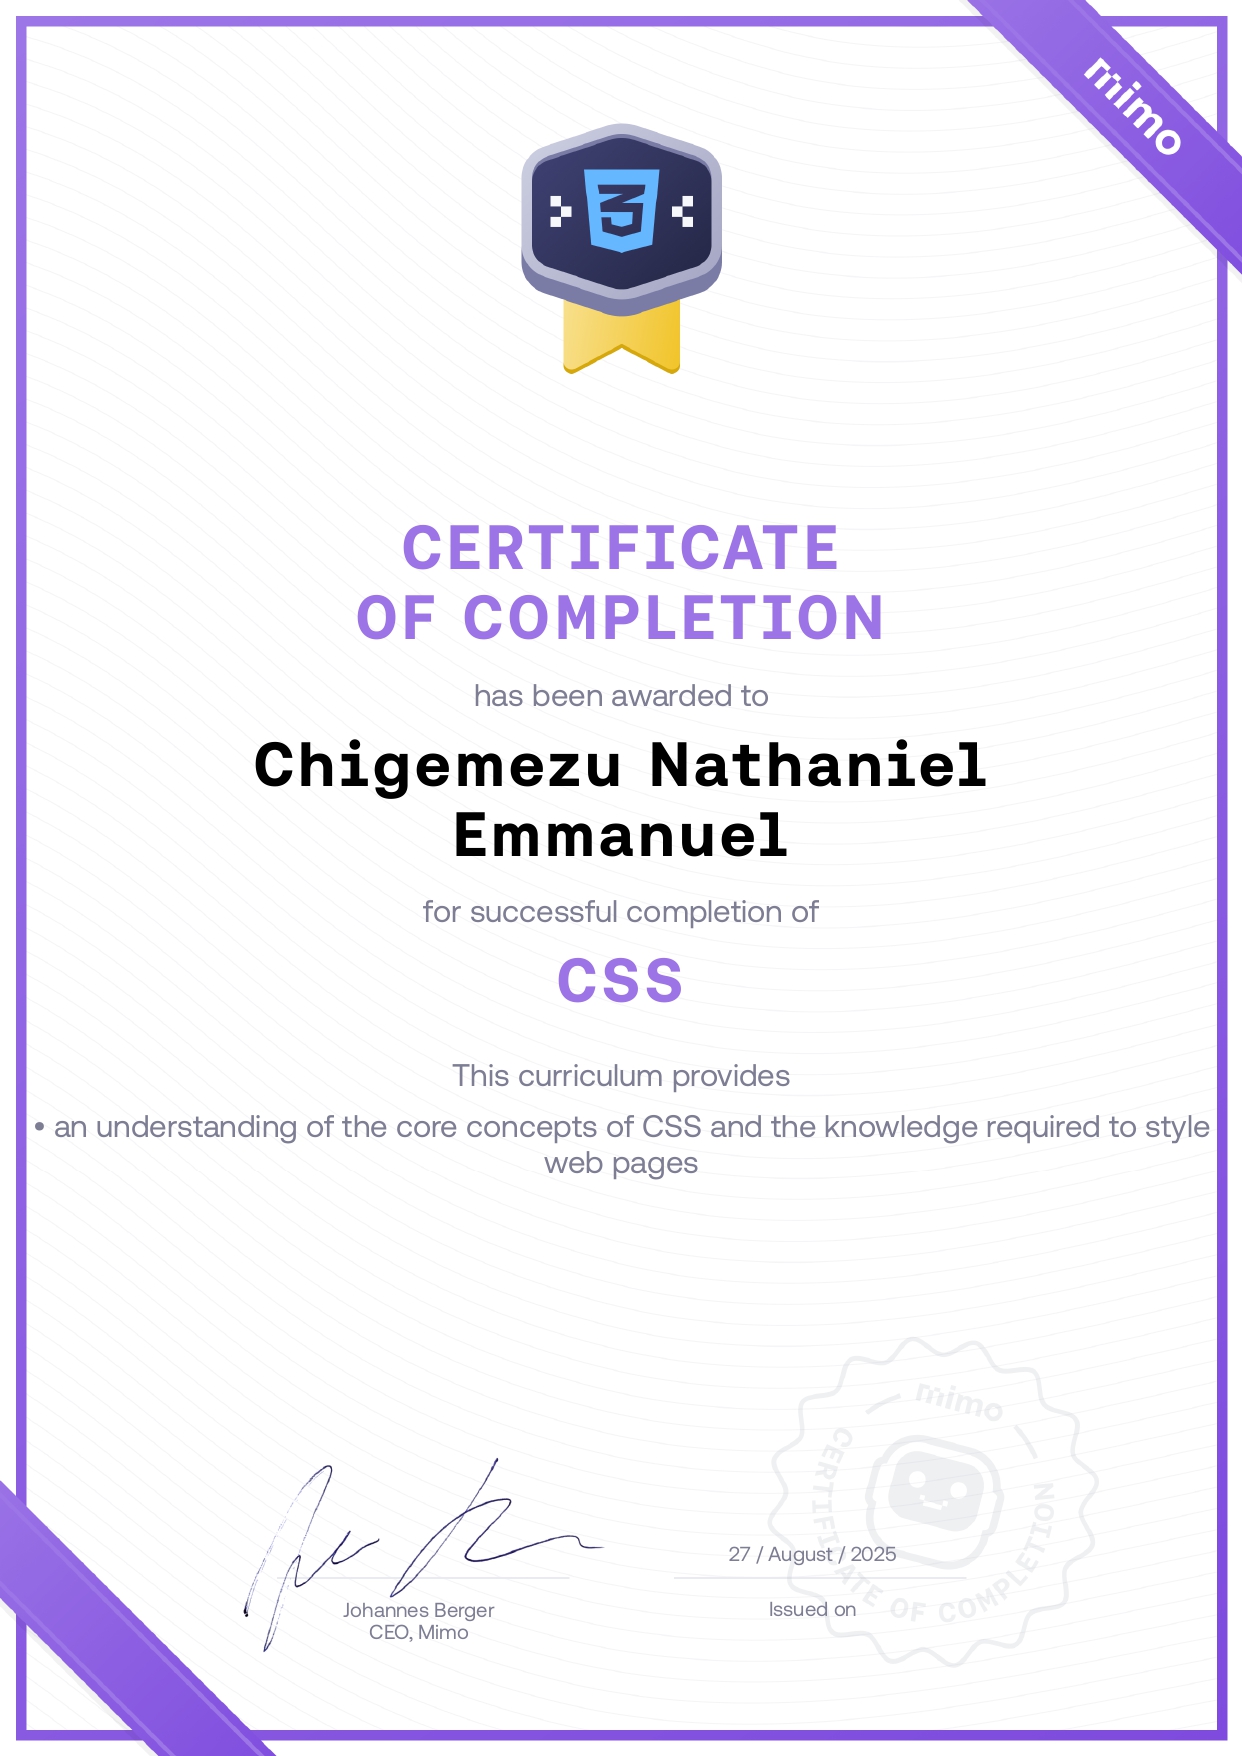 mimo
CERTIFICATE
OF COMPLETION
has been awarded to
Chigemezu Nathaniel
Emmanuel
for successful completion of
CSS
This curriculum provides
• an understanding of the core concepts of CSS and the knowledge required to style
web pages
mimo
CERTIFICATE OF COMPLETION
27 / August / 2025
Johannes Berger
CEO, Mimo
Issued on